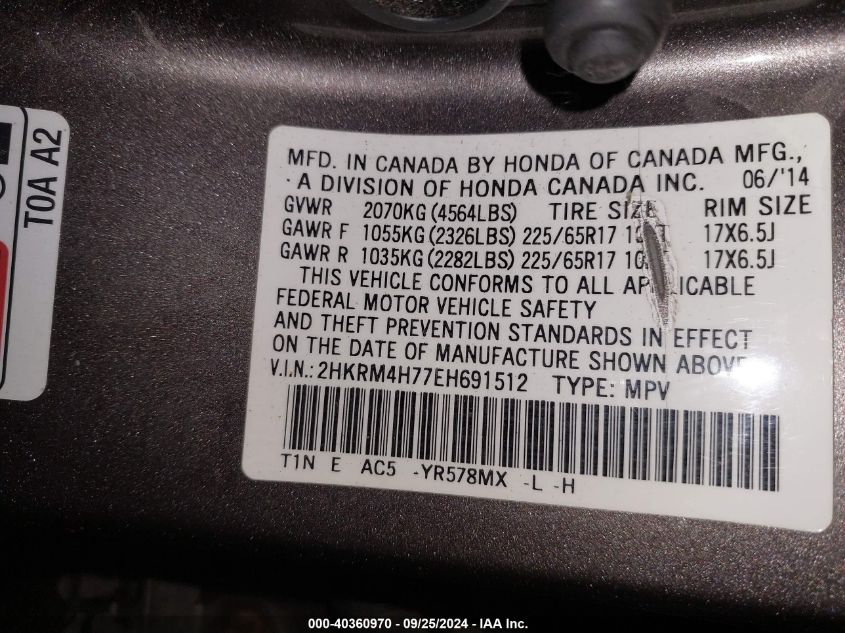 T0A A2
MFD. IN CANADA BY HONDA OF CANADA MFG.,
A DIVISION OF HONDA CANADA INC. 06/'14
GVWR 2070KG (4564LBS) TIRE SIZE RIM SIZE
GAWR F 1055KG (2326LBS) 225/65R17 17X6.5J
GAWR R 1035KG (2282LBS) 225/65R17 17X6.5J
THIS VEHICLE CONFORMS TO ALL APPLICABLE
FEDERAL MOTOR VEHICLE SAFETY
AND THEFT PREVENTION STANDARDS IN EFFECT
ON THE DATE OF MANUFACTURE SHOWN ABOVE
V.I.N.: 2HKRM4H77EH691512 TYPE: MPV
T1N E AC5 -YR578MX -L -H
000-40360970 - 09/25/2024 - IAA Inc.